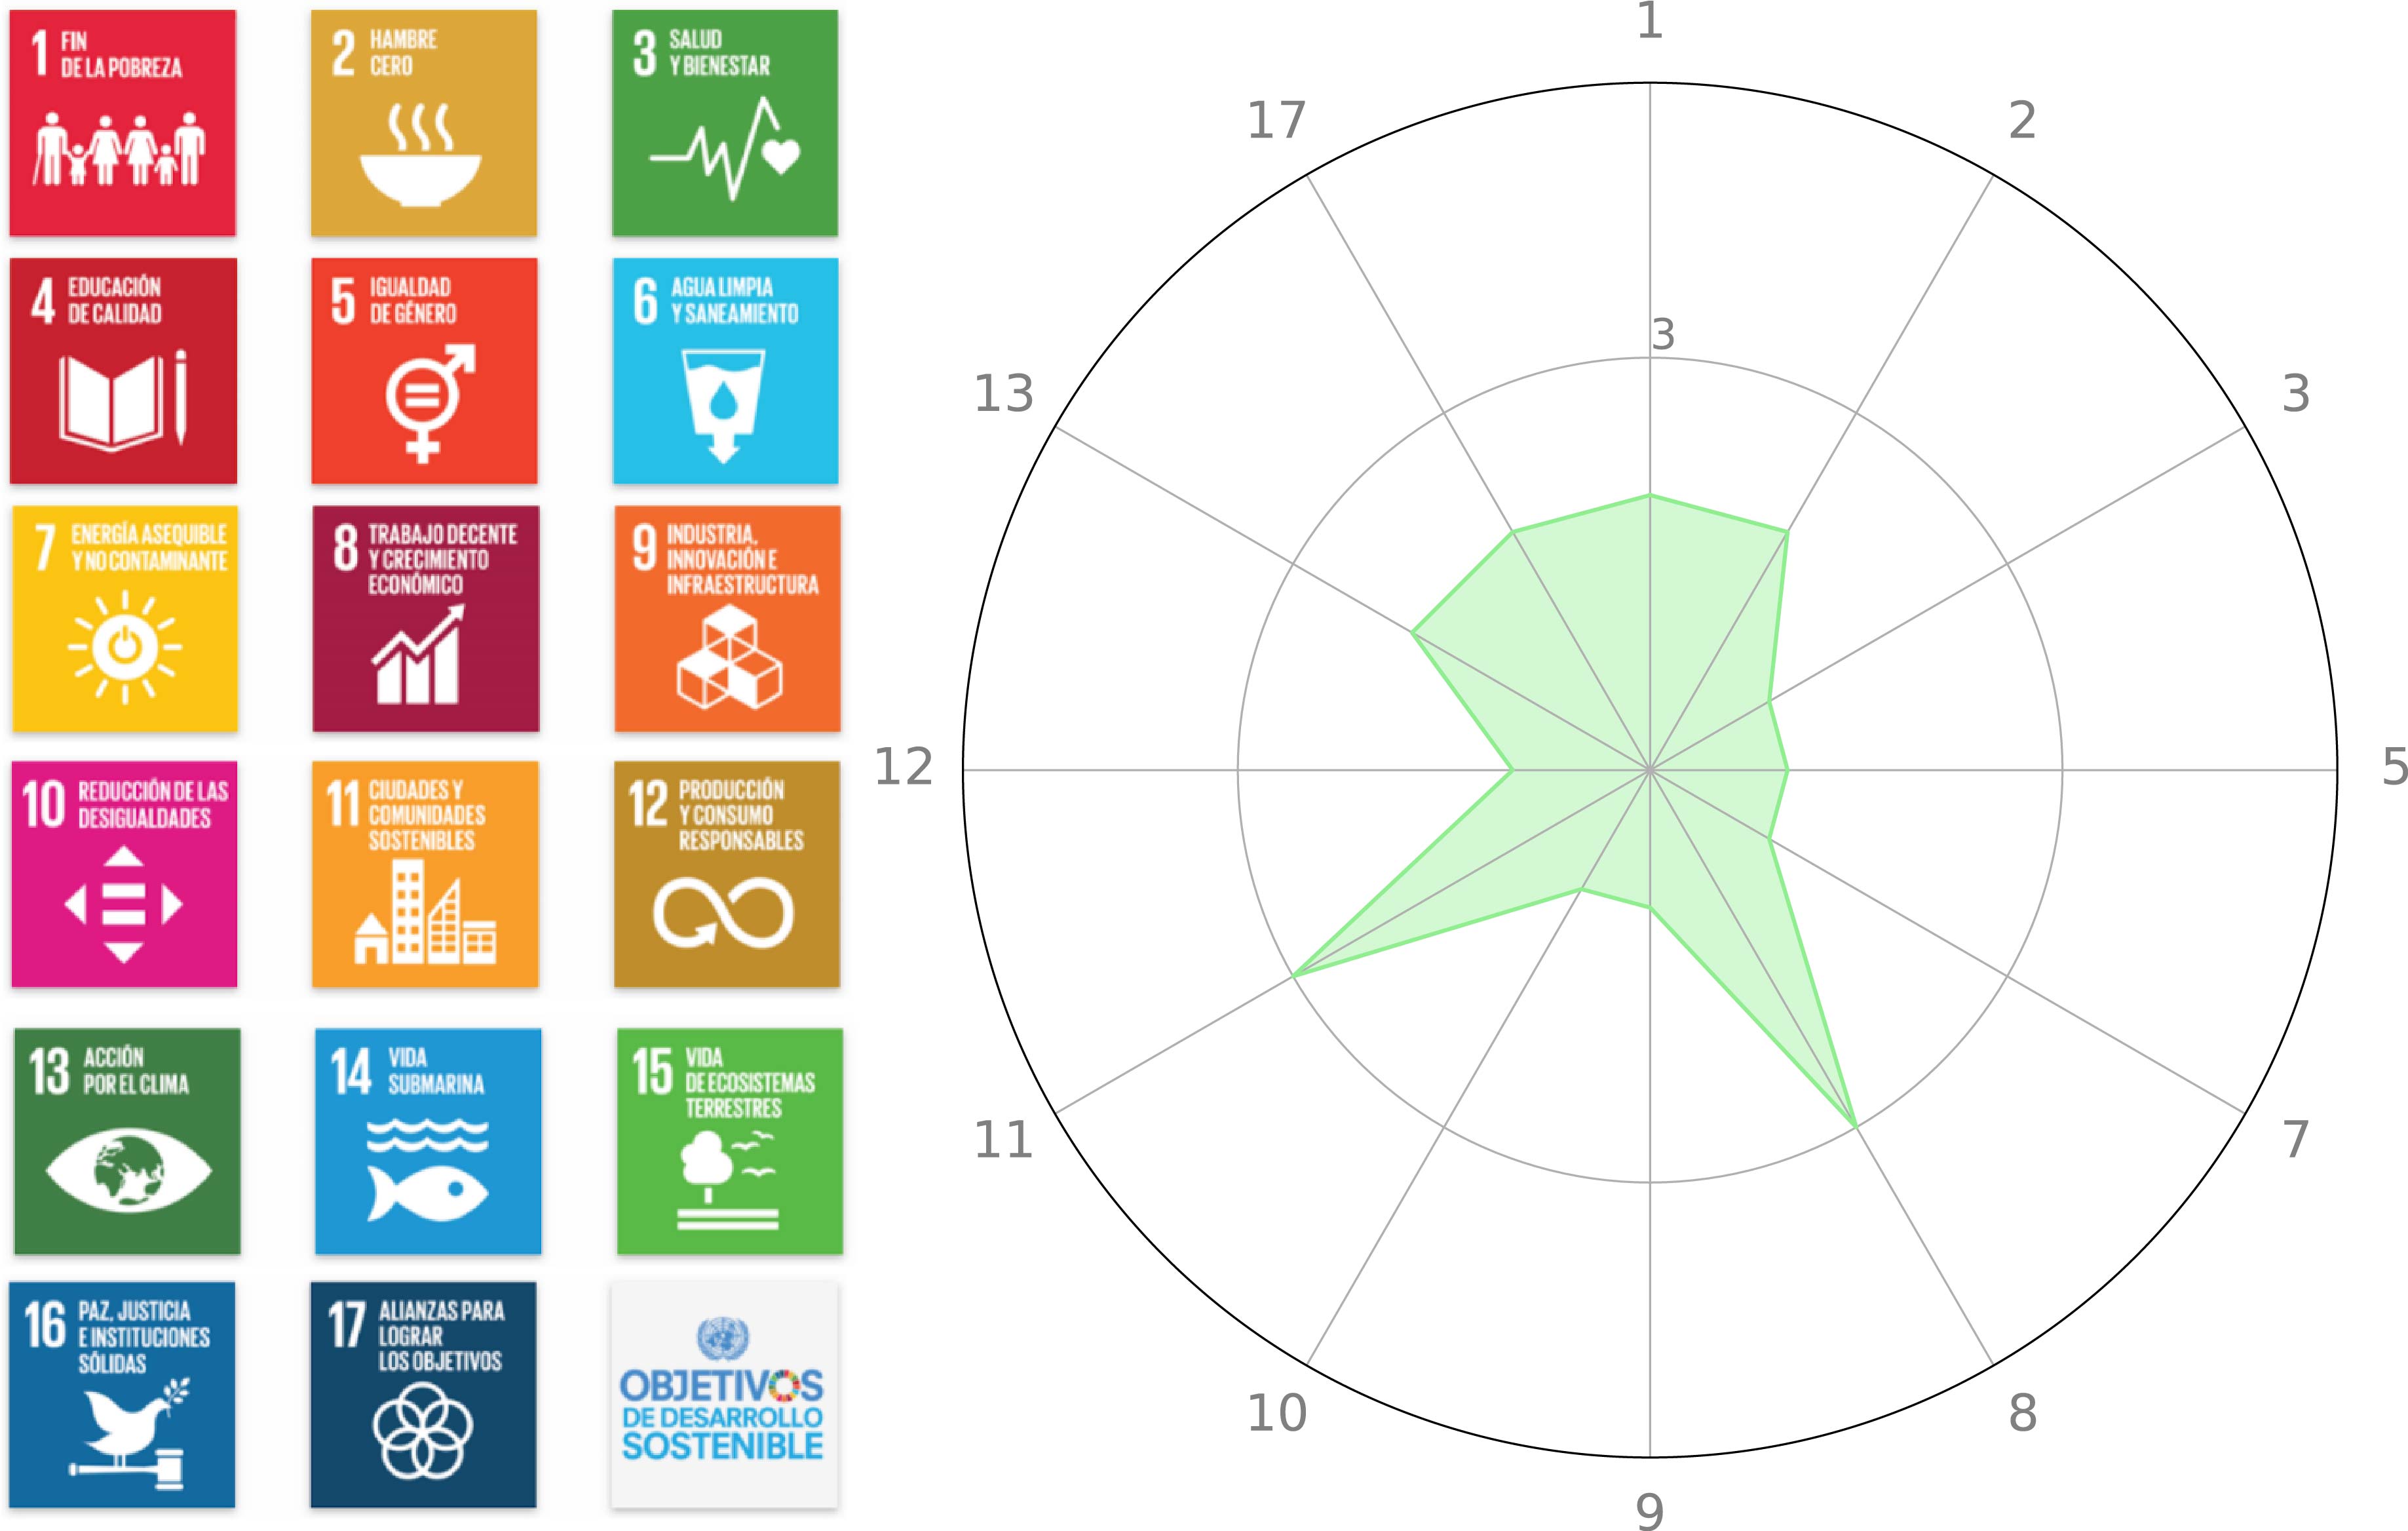 1 FIN
DE LA POBREZA
2 HAMBRE
CERO
3 SALUD
Y BIENESTAR
4 EDUCACIÓN
DE CALIDAD
5 IGUALDAD
DE GÉNERO
6 AGUA LIMPIA
Y SANEAMIENTO
7 ENERGÍA ASEQUIBLE
Y NO CONTAMINANTE
8 TRABAJO DECENTE
Y CRECIMIENTO
ECONÓMICO
9 INDUSTRIA,
INNOVACIÓN E
INFRAESTRUCTURA
10 REDUCCIÓN DE LAS
DESIGUALDADES
11 CIUDADES Y
COMUNIDADES
SOSTENIBLES
12 PRODUCCIÓN
Y CONSUMO
RESPONSABLES
13 ACCIÓN
POR EL CLIMA
14 VIDA
SUBMARINA
15 VIDA
DE ECOSISTEMAS
TERRESTRES
16 PAZ, JUSTICIA
E INSTITUCIONES
SÓLIDAS
17 ALIANZAS PARA
LOGRAR
LOS OBJETIVOS
OBJETIVOS
DE DESARROLLO
SOSTENIBLE
1
2
3
5
7
8
9
10
11
12
13
17
3